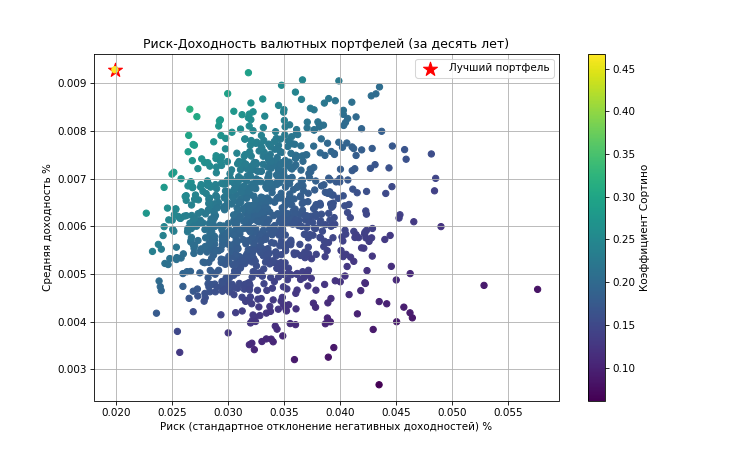 Риск-Доходность валютных портфелей (за десять лет)
Лучший портфель
0.009
0.008
0.007
0.006
0.005
0.004
0.003
Средняя доходность %
0.020 0.025 0.030 0.035 0.040 0.045 0.050 0.055
Риск (стандартное отклонение негативных доходностей) %
0.45
0.40
0.35
0.30
0.25
0.20
0.15
0.10
Коэффициент Сортино